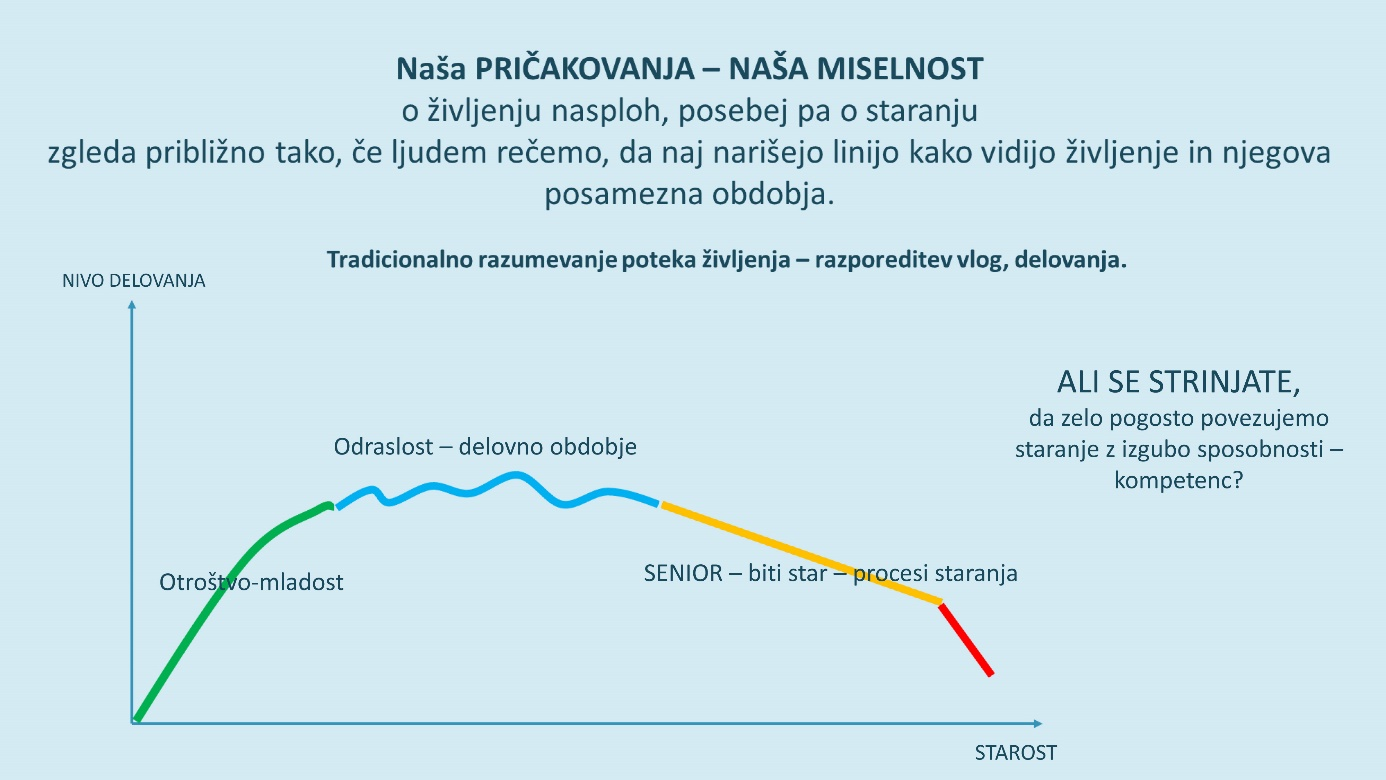 Naša PRIČAKOVANJA – NAŠA MISELNOST
o življenju nasploh, posebej pa o staranju
zgleda približno tako, če ljudem rečemo, da naj narišejo linijo kako vidijo življenje in njegova
posamezna obdobja.
Tradicionalno razumevanje poteka življenja – razporeditev vlog, delovanja.
NIVO DELOVANJA
ALI SE STRINJATE,
da zelo pogosto povezujemo
staranje z izgubo sposobnosti –
kompetenc?
Odraslost – delovno obdobje
Otroštvo-mladost
SENIOR – biti star – procesi staranja
STAROST